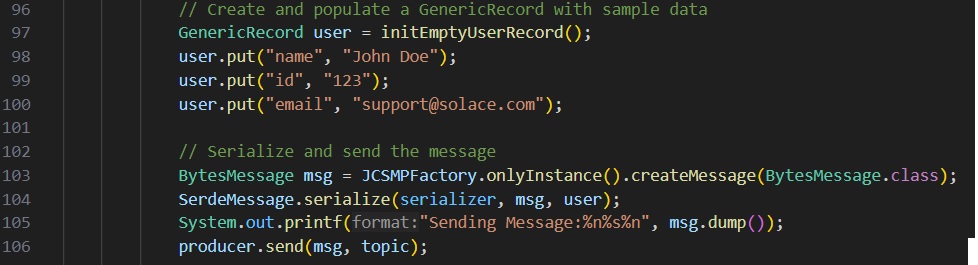 96 // Create and populate a GenericRecord with sample data
97 GenericRecord user = initEmptyUserRecord();
98 user.put("name", "John Doe");
99 user.put("id", "123");
100 user.put("email", "support@solace.com");
101
102 // Serialize and send the message
103 BytesMessage msg = JCSMPFactory.onlyInstance().createMessage(BytesMessage.class);
104 SerdeMessage.serialize(serializer, msg, user);
105 System.out.printf(format:"Sending Message:%n%s%n", msg.dump());
106 producer.send(msg, topic);